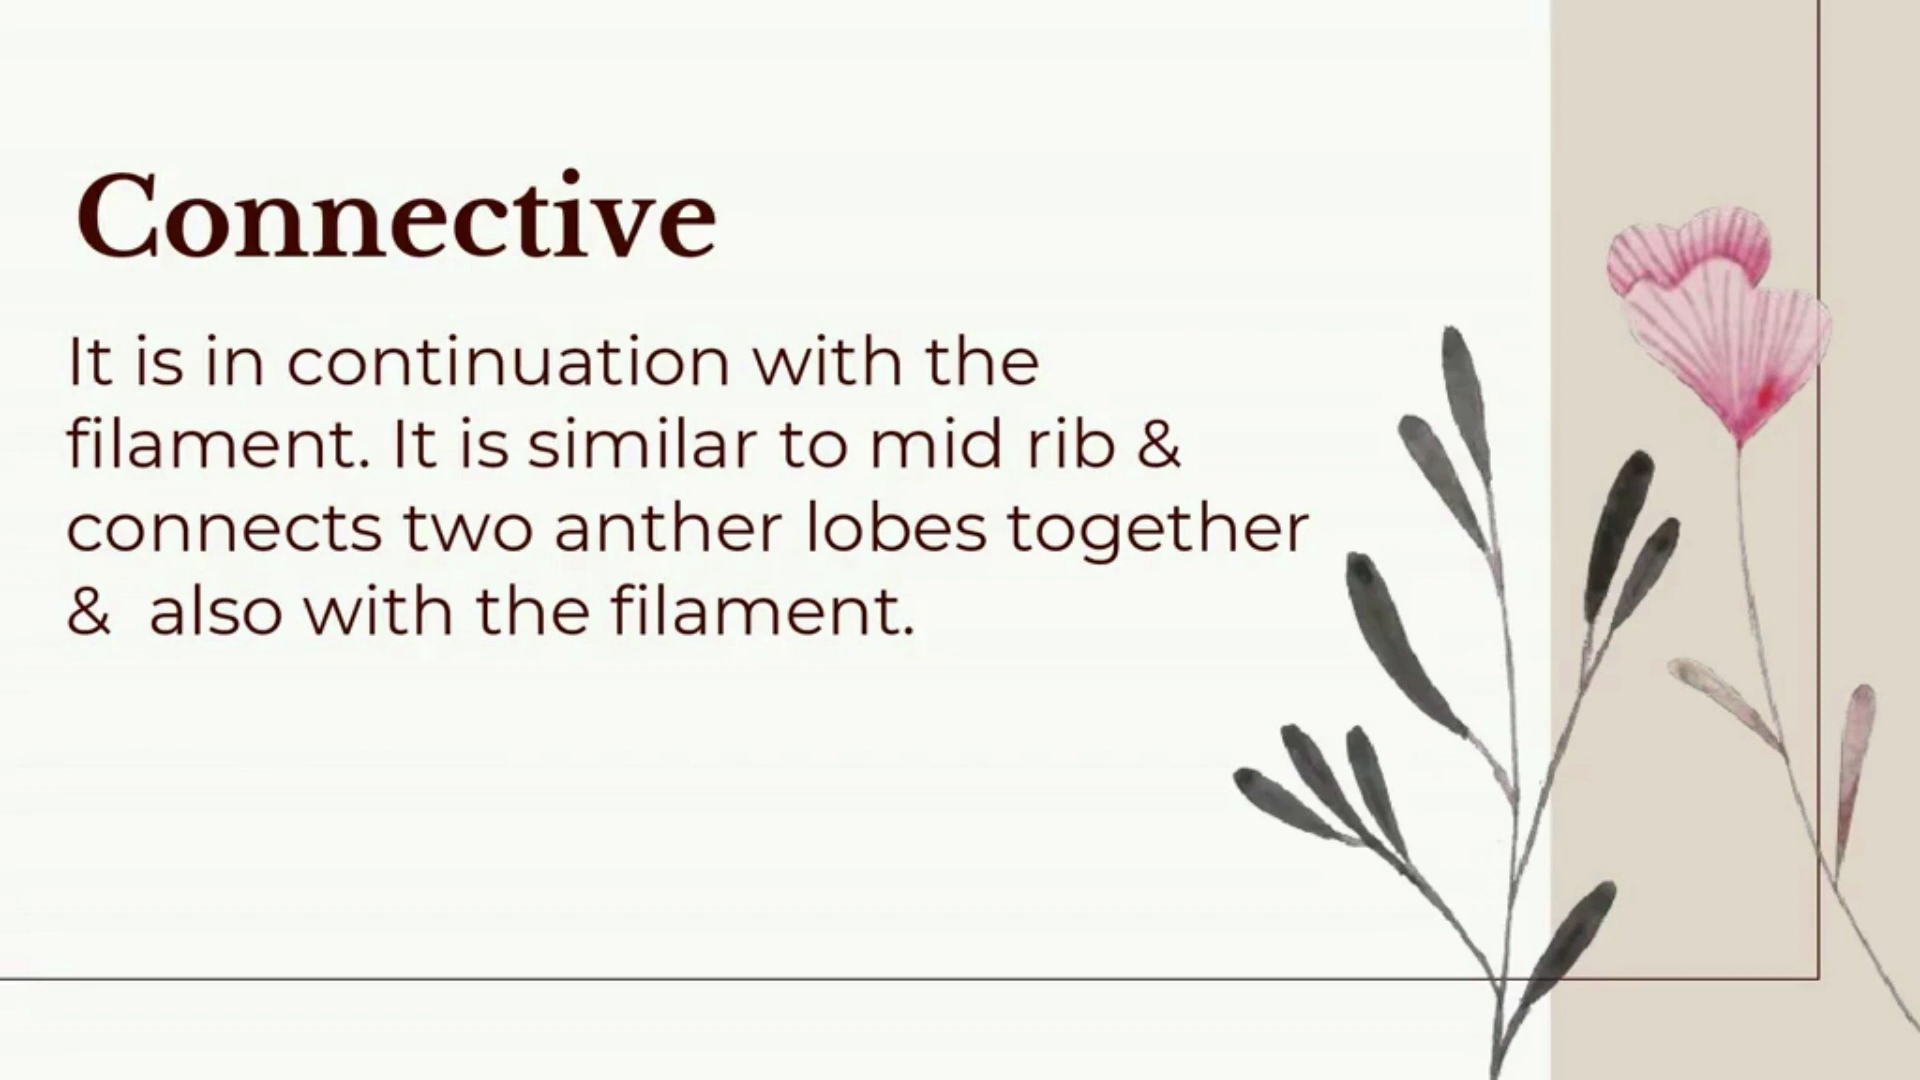 Connective
It is in continuation with the
filament. It is similar to mid rib &
connects two anther lobes together
&  also with the filament.